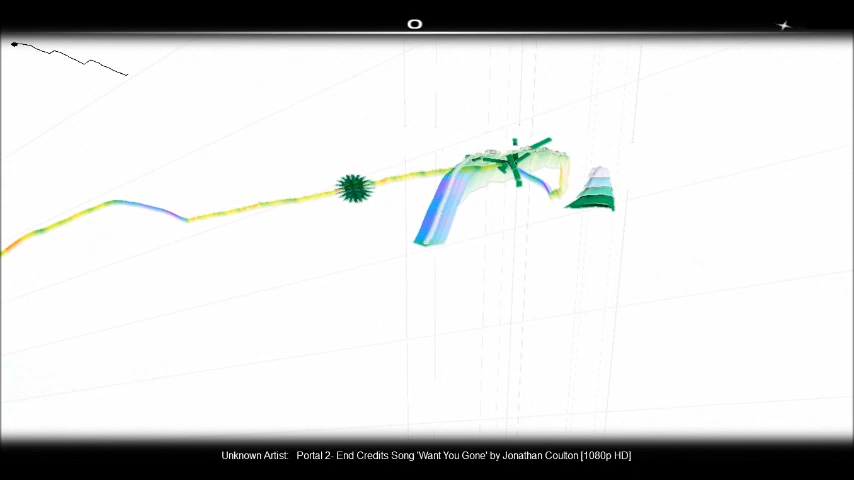 0
Unknown Artist: Portal 2- End Credits Song 'Want You Gone' by Jonathan Coulton [1080p HD]